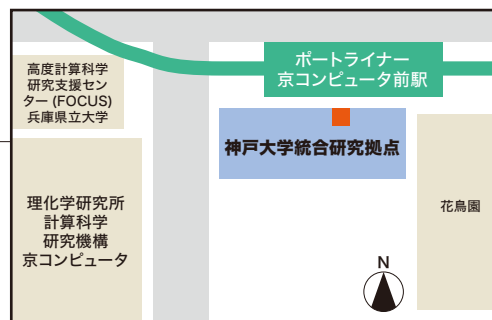 ポートライナー
京コンピュータ前駅
高度計算科学
研究支援セン
ター (FOCUS)
兵庫県立大学
神戸大学統合研究拠点
理化学研究所
計算科学
研究機構
京コンピュータ
花鳥園
N